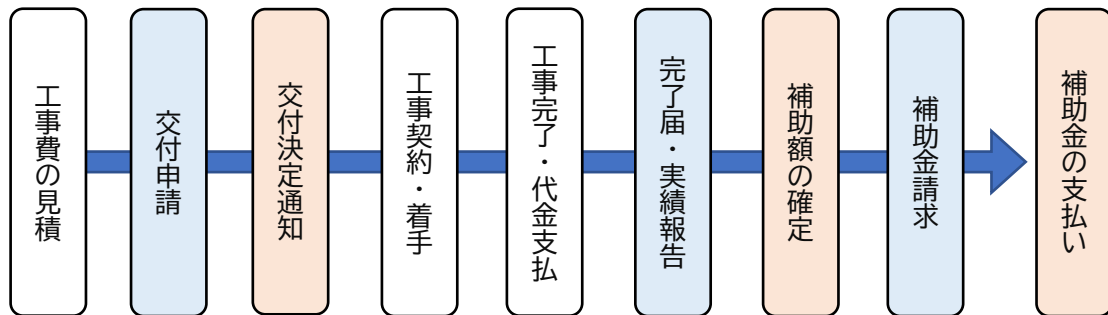 工事費の見積
交付申請
交付決定通知
工事契約・着手
工事完了・代金支払
完了届・実績報告
補助額の確定
補助金請求
補助金の支払い